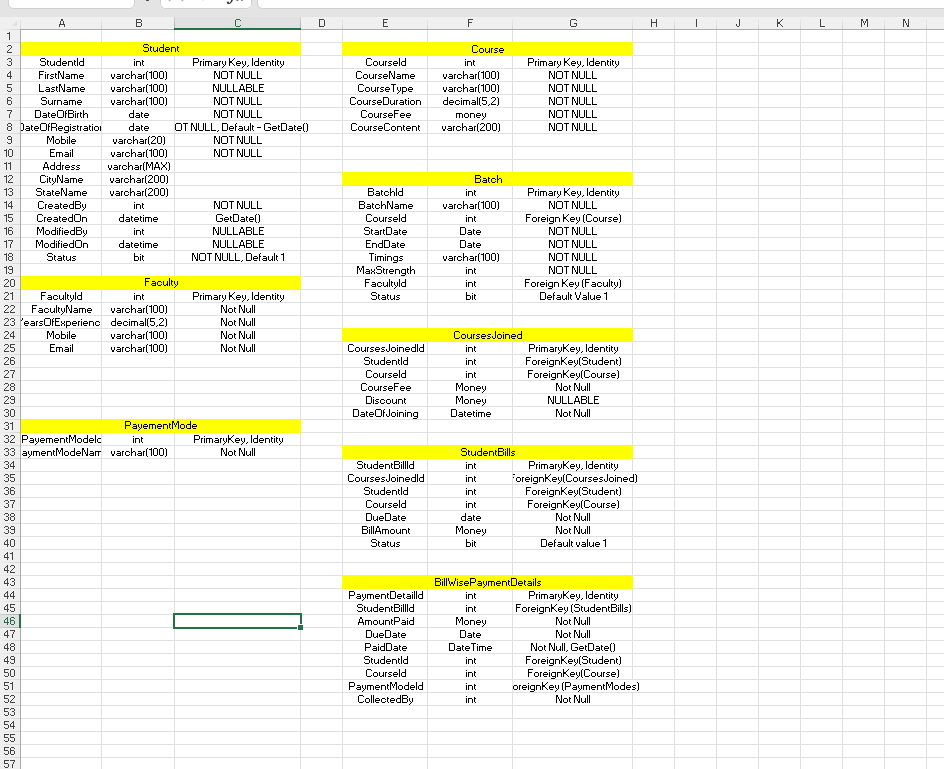 A B C D E F G H I J K L M N
1
2 Student Course
3 StudentId int Primary Key, Identity CourseId int Primary Key, Identity
4 FirstName varchar(100) NOT NULL CourseName varchar(100) NOT NULL
5 LastName varchar(100) NULLABLE CourseType varchar(100) NOT NULL
6 Surname varchar(100) NOT NULL CourseDuration decimal(5,2) NOT NULL
7 DateOfBirth date NOT NULL CourseFee money NOT NULL
8 DateOfRegistration date OT NULL, Default - GetDate() CourseContent varchar(200) NOT NULL
9 Mobile varchar(20) NOT NULL
10 Email varchar(100) NOT NULL
11 Address varchar(MAX)
12 CityName varchar(200) Batch
13 StateName varchar(200) BatchId int Primary Key, Identity
14 CreatedBy int NOT NULL BatchName varchar(100) NOT NULL
15 CreatedOn datetime GetDate() CourseId int Foreign Key (Course)
16 ModifiedBy int NULLABLE StartDate Date NOT NULL
17 ModifiedOn datetime NULLABLE EndDate Date NOT NULL
18 Status bit NOT NULL, Default 1 Timings varchar(100) NOT NULL
19 MaxStrength int NOT NULL
20 Faculty FacultyId int Foreign Key (Faculty)
21 FacultyId int Primary Key, Identity Status bit Default Value 1
22 FacultyName varchar(100) Not Null
23 YearsOfExperienc decimal(5,2) Not Null
24 Mobile varchar(100) Not Null CoursesJoined
25 Email varchar(100) Not Null CoursesJoinedId int PrimaryKey, Identity
26 StudentId int ForeignKey(Student)
27 CourseId int ForeignKey(Course)
28 CourseFee Money Not Null
29 Discount Money NULLABLE
30 DateOfJoining Datetime Not Null
31 PayementMode
32 PayementModeId int PrimaryKey, Identity
33 aymentModeNam varchar(100) Not Null StudentBills
34 StudentBillId int PrimaryKey, Identity
35 CoursesJoinedId int ForeignKey(CoursesJoined)
36 StudentId int ForeignKey(Student)
37 CourseId int ForeignKey(Course)
38 DueDate date Not Null
39 BillAmount Money Not Null
40 Status bit Default value 1
41
42
43 BillWisePaymentDetails
44 PaymentDetailId int PrimaryKey, Identity
45 StudentBillId int ForeignKey (StudentBills)
46 AmountPaid Money Not Null
47 DueDate Date Not Null
48 PaidDate DateTime Not Null, GetDate()
49 StudentId int ForeignKey(Student)
50 CourseId int ForeignKey(Course)
51 PaymentModeId int oreignKey (PaymentModes)
52 CollectedBy int Not Null
53
54
55
56
57